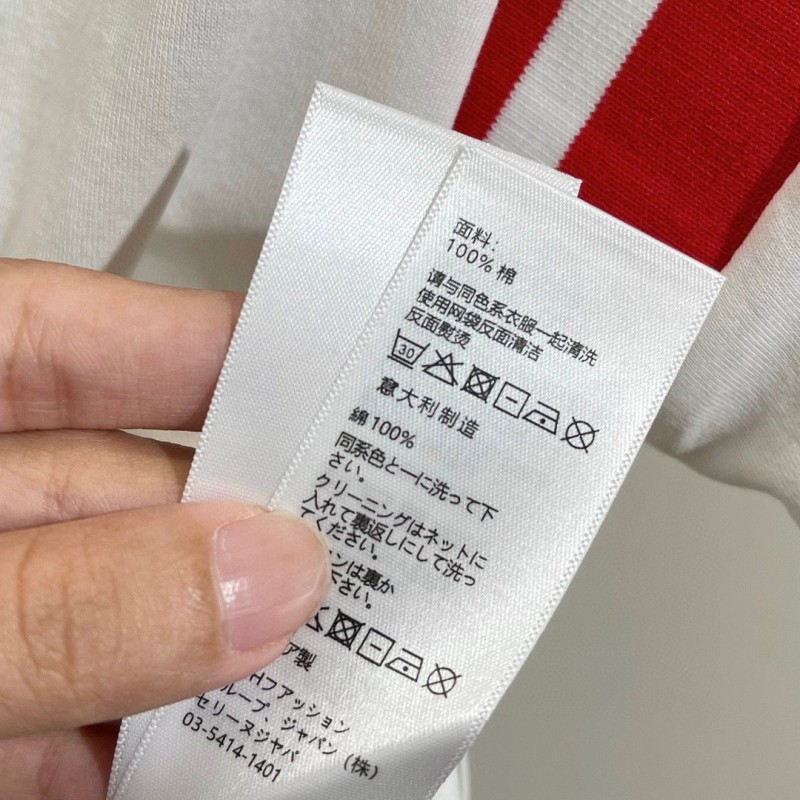 面料:
100% 棉
请与同色系衣服一起清洗
使用网袋反面清洁
反面熨烫
30
意大利制造
綿 100%
同系色と一に洗って下
さい。
クリーニングはネットに
入れて裏返しにして洗っ
てください。
ンは裏か
さい。
ア製
Hファッション
ループ、ジャパン (株)
セリーヌジャパ
03-5414-1401